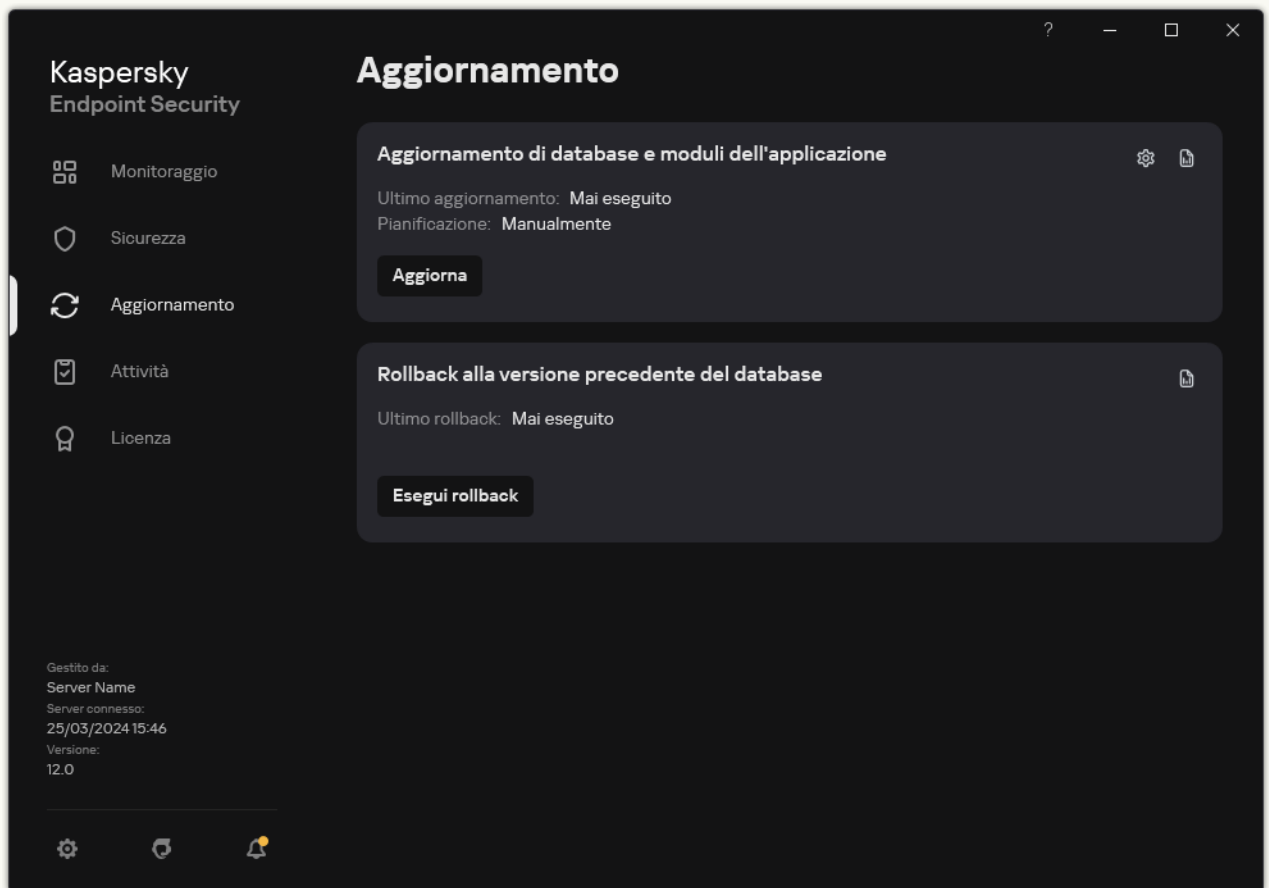 ?
Kaspersky
Endpoint Security
Monitoraggio
Sicurezza
Aggiornamento
Attività
Licenza
Gestito da:
Server Name
Server connesso:
25/03/2024 15:46
Versione:
12.0
Aggiornamento
Aggiornamento di database e moduli dell'applicazione
Ultimo aggiornamento: Mai eseguito
Pianificazione: Manualmente
Aggiorna
Rollback alla versione precedente del database
Ultimo rollback: Mai eseguito
Esegui rollback